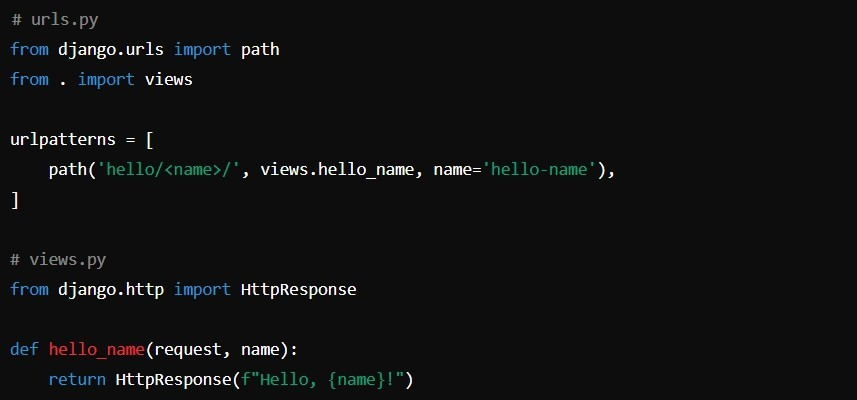 # urls.py
from django.urls import path
from . import views
urlpatterns = [
    path('hello/<name>/', views.hello_name, name='hello-name'),
]
# views.py
from django.http import HttpResponse
def hello_name(request, name):
    return HttpResponse(f"Hello, {name}!")